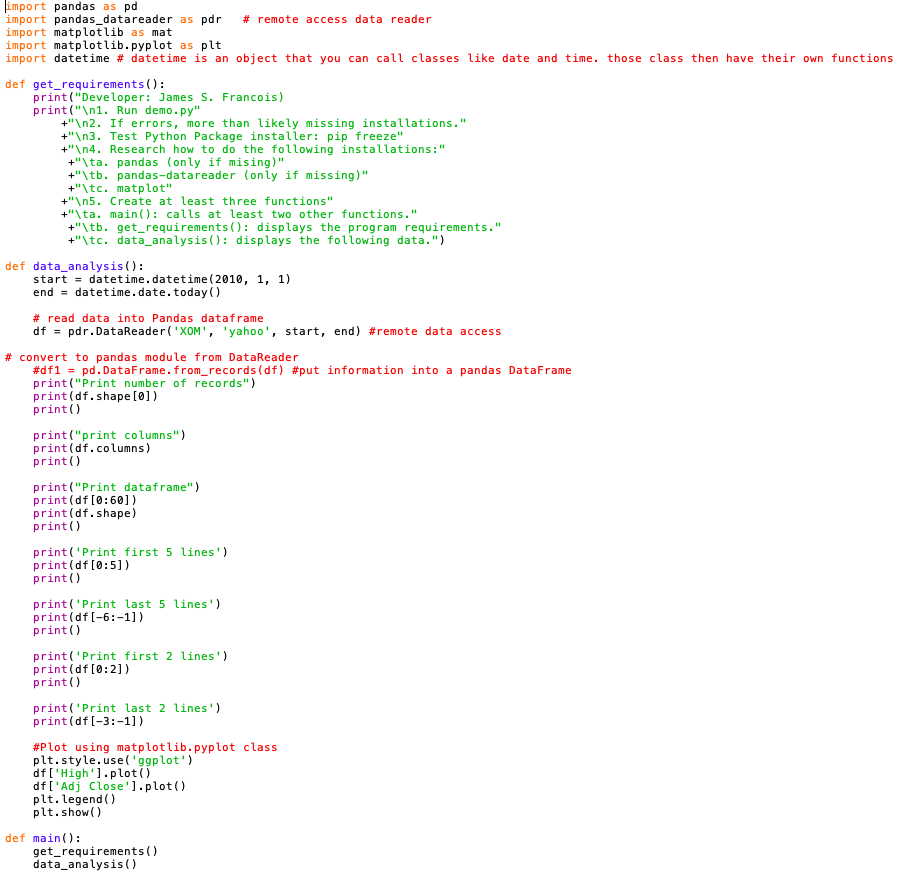 import pandas as pd
import pandas_datareader as pdr   # remote access data reader
import matplotlib as mat
import matplotlib.pyplot as plt
import datetime # datetime is an object that you can call classes like date and time. those class then have their own functions

def get_requirements():
    print("Developer: James S. Francois)
    print("\n1. Run demo.py"
        +"\n2. If errors, more than likely missing installations."
        +"\n3. Test Python Package installer: pip freeze"
        +"\n4. Research how to do the following installations:"
         +"\ta. pandas (only if mising)"
         +"\tb. pandas-datareader (only if missing)"
         +"\tc. matplot"
        +"\n5. Create at least three functions"
        +"\ta. main(): calls at least two other functions."
         +"\tb. get_requirements(): displays the program requirements."
         +"\tc. data_analysis(): displays the following data.")

def data_analysis():
    start = datetime.datetime(2010, 1, 1)
    end = datetime.date.today()

    # read data into Pandas dataframe
    df = pdr.DataReader('XOM', 'yahoo', start, end) #remote data access

# convert to pandas module from DataReader
    #df1 = pd.DataFrame.from_records(df) #put information into a pandas DataFrame
    print("Print number of records")
    print(df.shape[0])
    print()

    print("print columns")
    print(df.columns)
    print()

    print("Print dataframe")
    print(df[0:60])
    print(df.shape)
    print()

    print('Print first 5 lines')
    print(df[0:5])
    print()

    print('Print last 5 lines')
    print(df[-6:-1])
    print()

    print('Print first 2 lines')
    print(df[0:2])
    print()

    print('Print last 2 lines')
    print(df[-3:-1])

    #Plot using matplotlib.pyplot class
    plt.style.use('ggplot')
    df['High'].plot()
    df['Adj Close'].plot()
    plt.legend()
    plt.show()

def main():
    get_requirements()
    data_analysis()